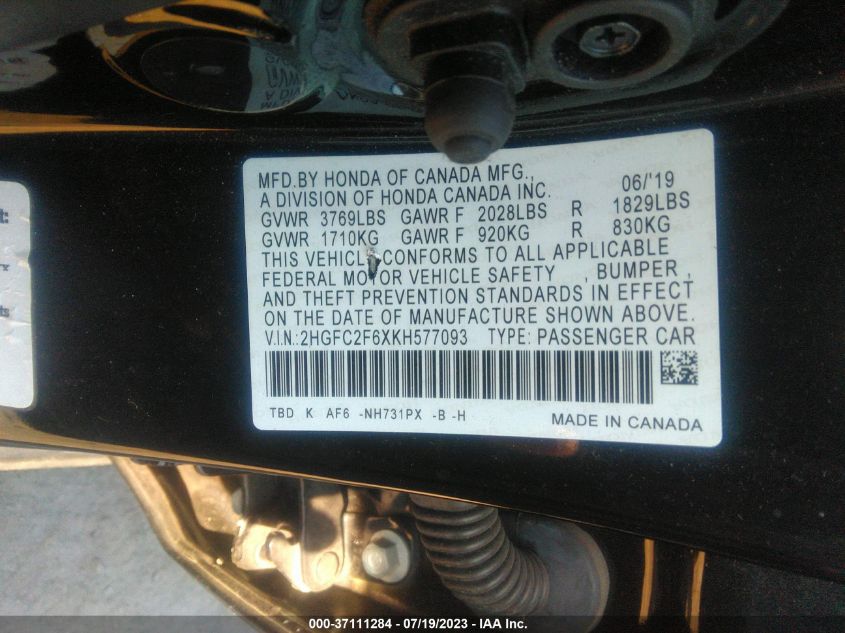 MFD.BY HONDA OF CANADA MFG.,
A DIVISION OF HONDA CANADA INC. 06/'19
GVWR 3769LBS GAWR F 2028LBS R 1829LBS
GVWR 1710KG GAWR F 920KG R 830KG
THIS VEHICLE CONFORMS TO ALL APPLICABLE
FEDERAL MOTOR VEHICLE SAFETY , BUMPER ,
AND THEFT PREVENTION STANDARDS IN EFFECT
ON THE DATE OF MANUFACTURE SHOWN ABOVE.
V.I.N.:2HGFC2F6XKH577093 TYPE: PASSENGER CAR
TBD K AF6 -NH731PX -B -H
MADE IN CANADA
000-37111284 / 07/19/2023 - IAA Inc.